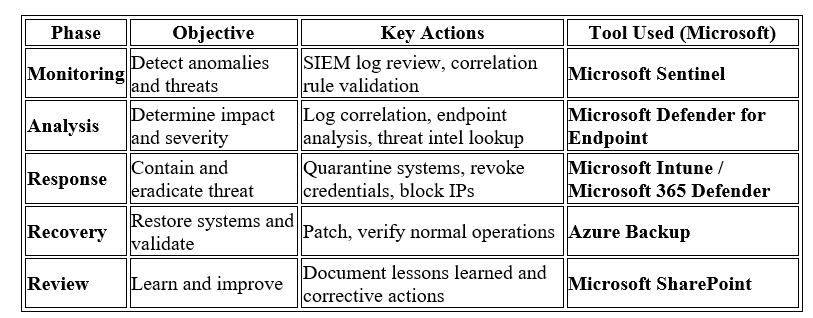 Phase Objective Key Actions Tool Used (Microsoft)
Monitoring Detect anomalies SIEM log review, correlation Microsoft Sentinel
and threats rule validation
Analysis Determine impact Log correlation, endpoint Microsoft Defender for
and severity analysis, threat intel lookup Endpoint
Response Contain and Quarantine systems, revoke Microsoft Intune /
eradicate threat credentials, block IPs Microsoft 365 Defender
Recovery Restore systems and Patch, verify normal operations Azure Backup
validate
Review Learn and improve Document lessons learned and Microsoft SharePoint
corrective actions